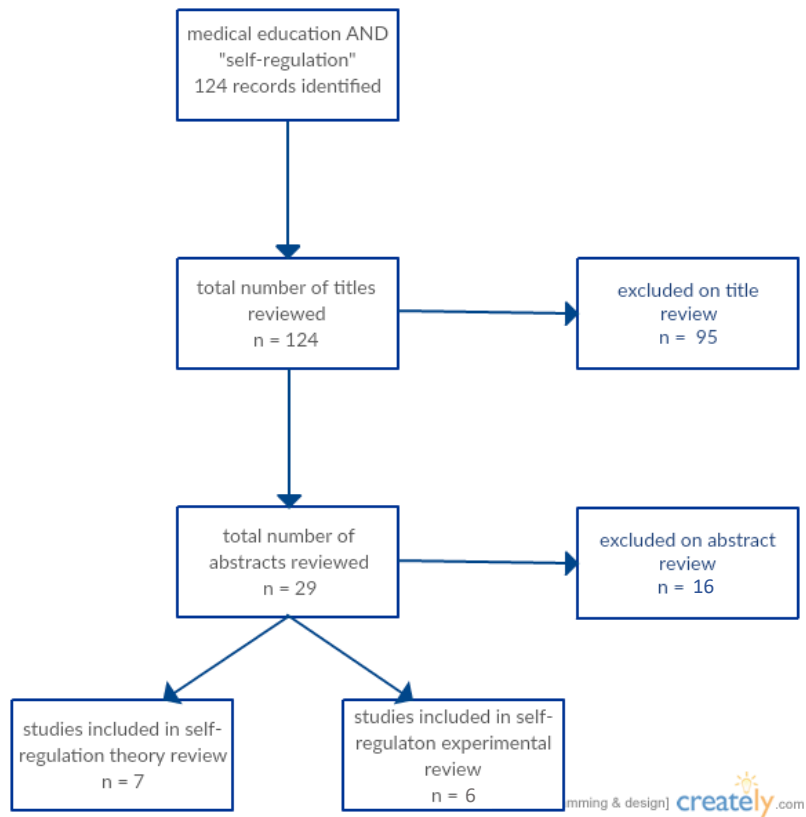 medical education AND
"self-regulation"
124 records identified
total number of titles
reviewed
n = 124
excluded on title
review
n = 95
total number of
abstracts reviewed
n = 29
excluded on abstract
review
n = 16
studies included in self-
regulation theory review
n = 7
studies included in self-
regulaton experimental
review
n = 6
mming & design] creately.com